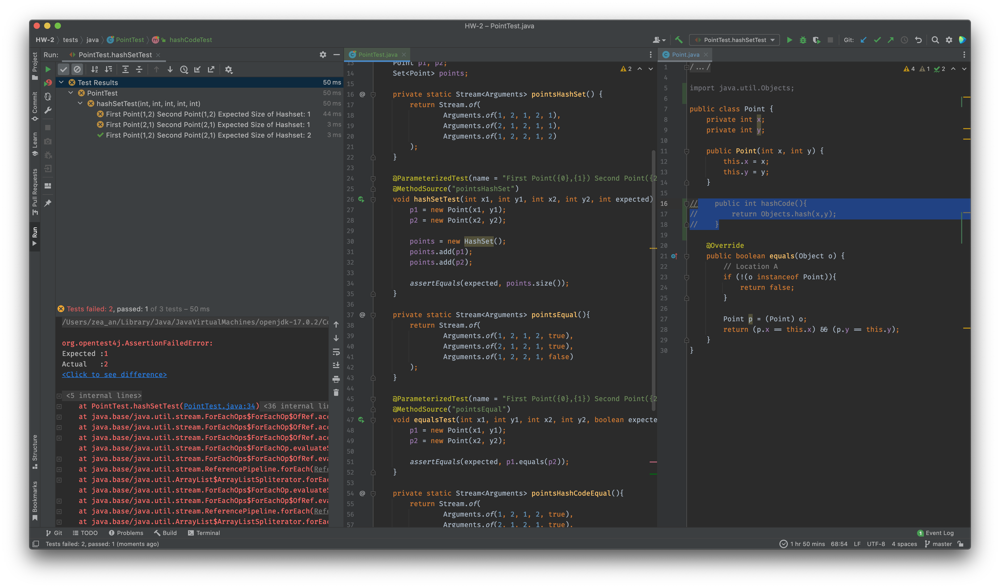 HW-2 – PointTest.java
HW-2 tests java PointTest hashCodeTest
PointTest.hashSetTest
Git:
Project
Commit
Learn
Pull Requests
Run
Structure
Bookmarks
Run: PointTest.hashSetTest
Test Results 50 ms
PointTest 50 ms
hashSetTest(int, int, int, int, int) 50 ms
First Point(1,2) Second Point(1,2) Expected Size of Hashset: 1 44 ms
First Point(2,1) Second Point(2,1) Expected Size of Hashset: 1 3 ms
First Point(1,2) Second Point(2,1) Expected Size of Hashset: 2 3 ms
Tests failed: 2, passed: 1 of 3 tests – 50 ms
/Users/zea_an/Library/Java/JavaVirtualMachines/openjdk-17.0.2/Co
org.opentest4j.AssertionFailedError:
Expected :1
Actual   :2
<Click to see difference>
<5 internal lines>
at PointTest.hashSetTest(PointTest.java:34) <36 internal lin
at java.base/java.util.stream.ForEachOps$ForEachOp$OfRef.acc
at java.base/java.util.stream.ForEachOps$ForEachOp$OfRef.acc
at java.base/java.util.stream.ForEachOps$ForEachOp$OfRef.acc
at java.base/java.util.stream.ForEachOps$ForEachOp.evaluateS
at java.base/java.util.stream.ForEachOps$ForEachOp$OfRef.eva
at java.base/java.util.stream.ReferencePipeline.forEach(Refe
at java.base/java.util.ArrayList$ArrayListSpliterator.forEac
at java.base/java.util.stream.ForEachOps$ForEachOp.evaluateS
at java.base/java.util.stream.ForEachOps$ForEachOp$OfRef.eva
at java.base/java.util.stream.ReferencePipeline.forEach(Refe
at java.base/java.util.ArrayList$ArrayListSpliterator.forEac
PointTest.java
2
13 Point p1, p2;
14 Set<Point> points;
15
16 @ private static Stream<Arguments> pointsHashSet() {
17 return Stream.of(
18 Arguments.of(1, 2, 1, 2, 1),
19 Arguments.of(2, 1, 2, 1, 1),
20 Arguments.of(1, 2, 2, 1, 2)
21 );
22 }
23
24 @ParameterizedTest(name = "First Point({0},{1}) Second Point({2
25 @MethodSource("pointsHashSet")
26 void hashSetTest(int x1, int y1, int x2, int y2, int expected)
27 p1 = new Point(x1, y1);
28 p2 = new Point(x2, y2);
29
30 points = new HashSet();
31 points.add(p1);
32 points.add(p2);
33
34 assertEquals(expected, points.size());
35 }
36
37 @ private static Stream<Arguments> pointsEqual(){
38 return Stream.of(
39 Arguments.of(1, 2, 1, 2, true),
40 Arguments.of(2, 1, 2, 1, true),
41 Arguments.of(1, 2, 2, 1, false)
42 );
43 }
44
45 @ParameterizedTest(name = "First Point({0},{1}) Second Point({2
46 @MethodSource("pointsEqual")
47 void equalsTest(int x1, int y1, int x2, int y2, boolean expecte
48 p1 = new Point(x1, y1);
49 p2 = new Point(x2, y2);
50
51 assertEquals(expected, p1.equals(p2));
52 }
53
54 @ private static Stream<Arguments> pointsHashCodeEqual(){
55 return Stream.of(
56 Arguments.of(1, 2, 1, 2, true),
57 Arguments.of(2, 1, 2, 1, true),
Point.java
4 1 2
1 /.../
4
5 import java.util.Objects;
6
7 public class Point {
8 private int x;
9 private int y;
10
11 public Point(int x, int y) {
12 this.x = x;
13 this.y = y;
14 }
15
16 // public int hashCode(){
17 // return Objects.hash(x,y);
18 // }
19
20 @Override
21 public boolean equals(Object o) {
22 // Location A
23 if (!(o instanceof Point)){
24 return false;
25 }
26
27 Point p = (Point) o;
28 return (p.x == this.x) && (p.y == this.y);
29 }
30 }
Git TODO Problems Build Terminal 1 Event Log
Tests failed: 2, passed: 1 (moments ago) 1 hr 50 mins 68:54 LF UTF-8 4 spaces master